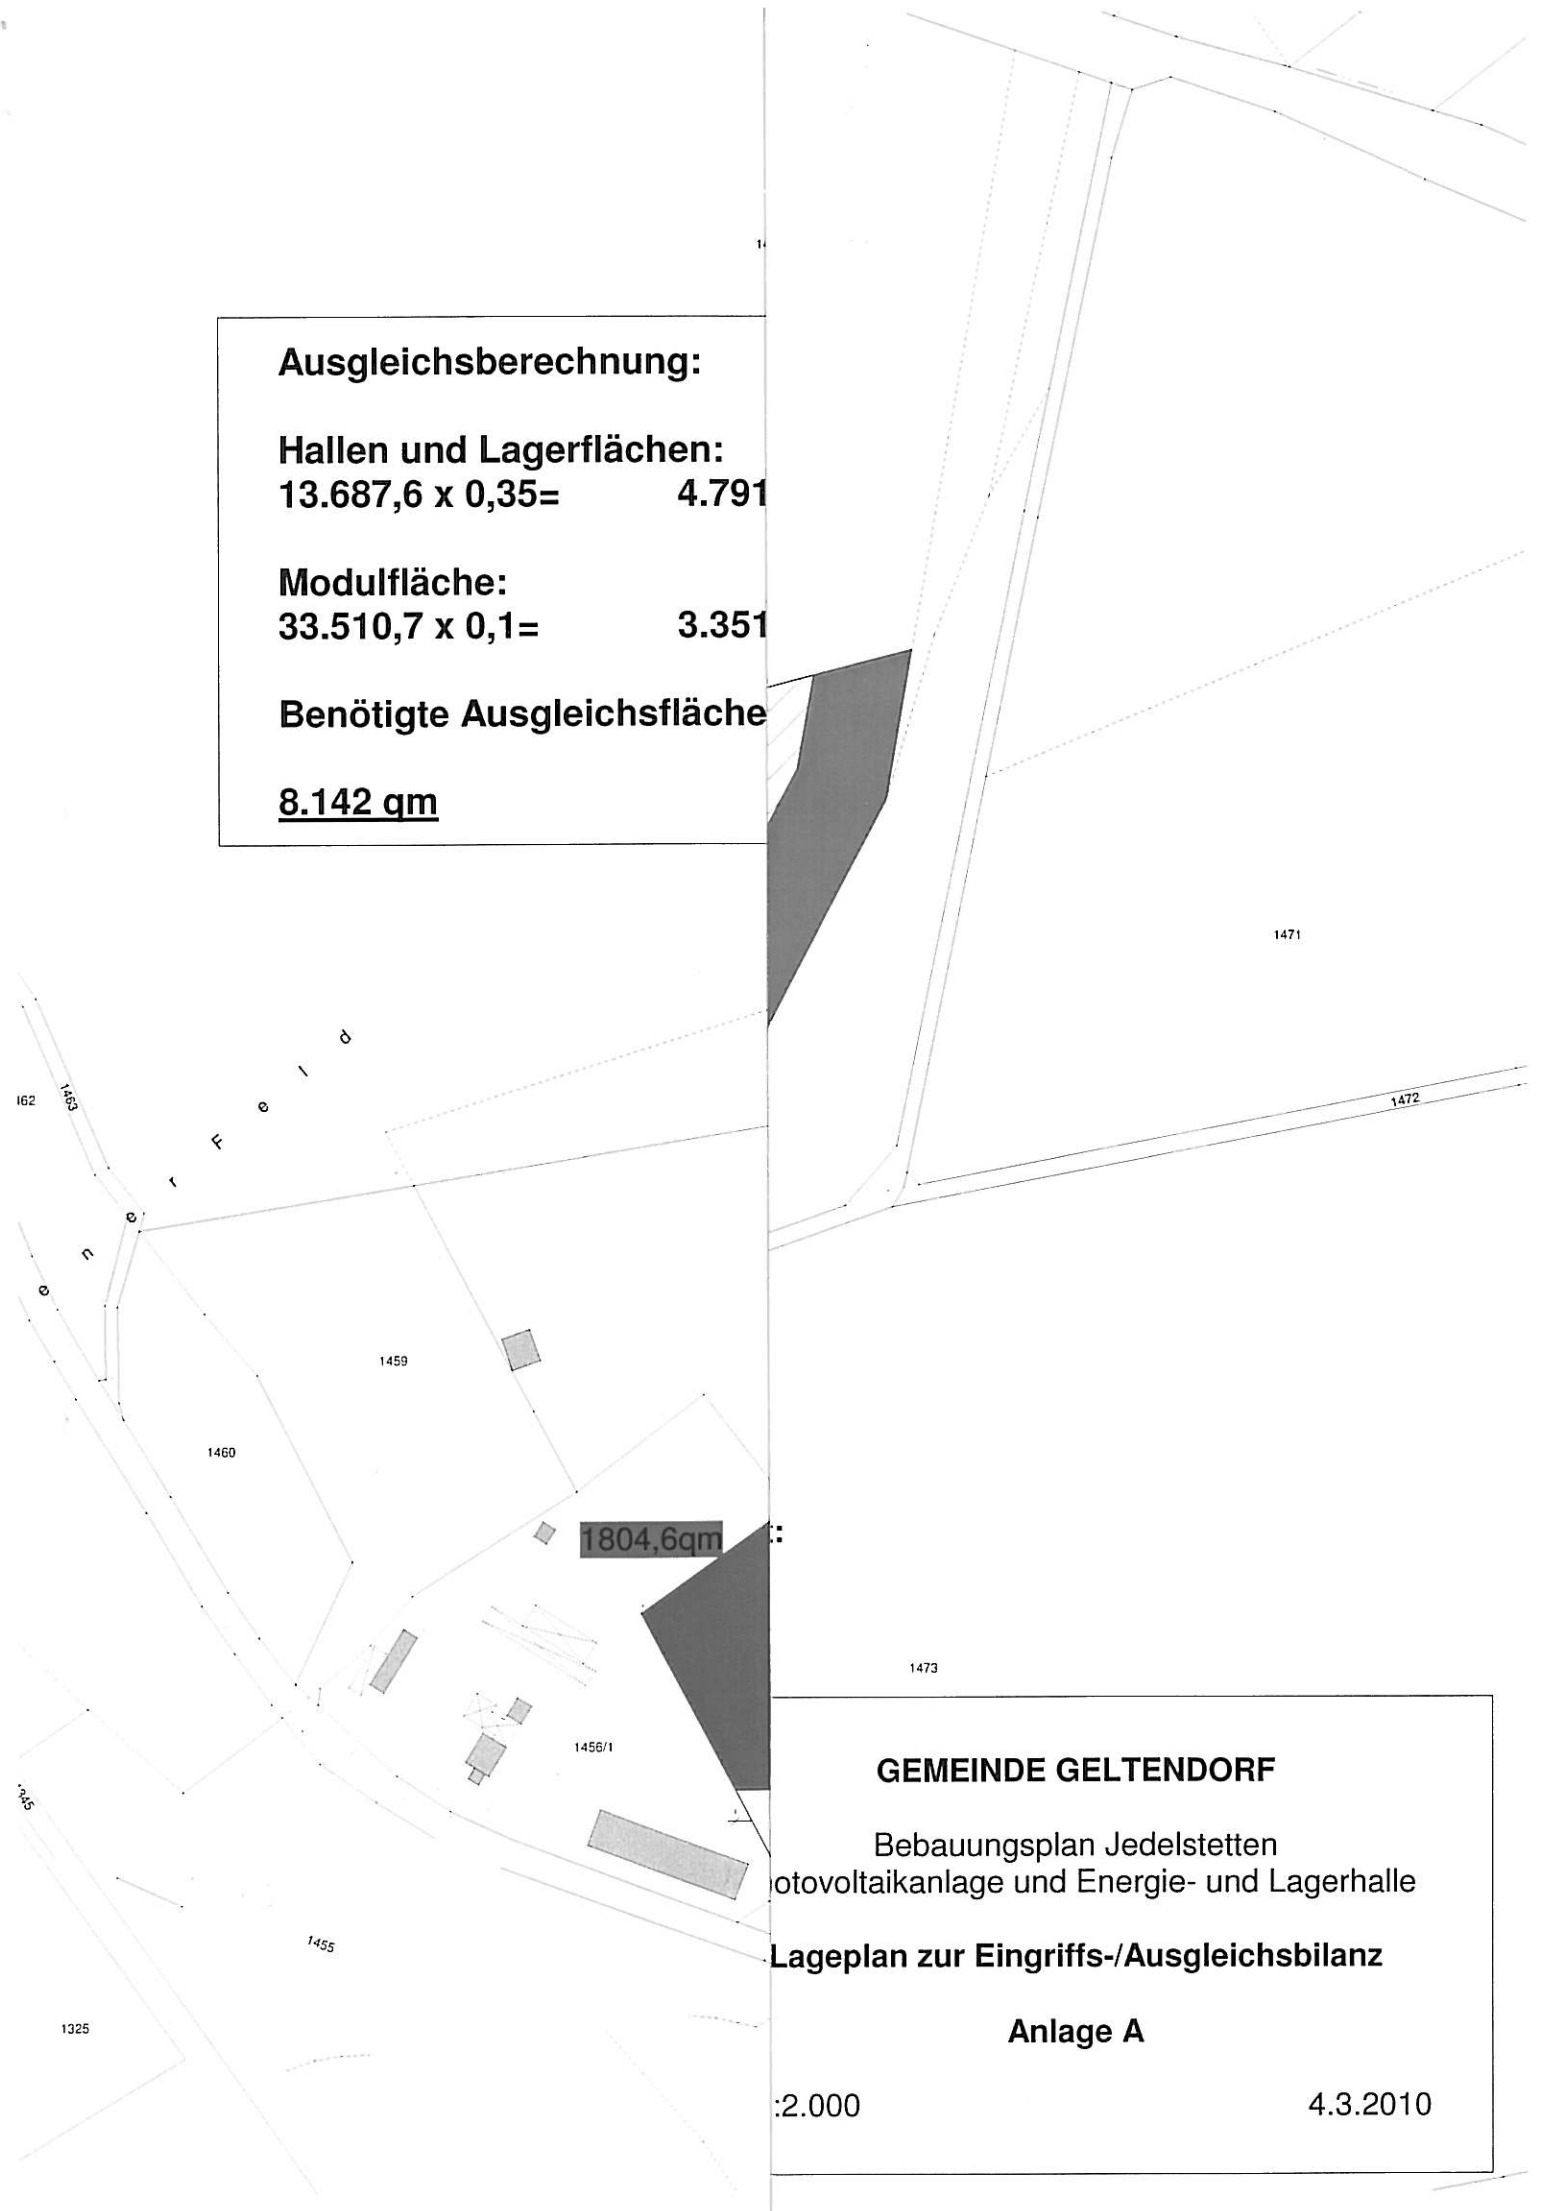 Ausgleichsberechnung:
Hallen und Lagerflächen:
13.687,6 x 0,35= 4.791
Modulfläche:
33.510,7 x 0,1= 3.351
Benötigte Ausgleichsfläche
8.142 qm
1471
1472
162
1463
e n e r F e l d
1459
1460
1804,6qm
:
1473
1456/1
1345
1455
1325
GEMEINDE GELTENDORF
Bebauungsplan Jedelstetten
otovoltaikanlage und Energie- und Lagerhalle
Lageplan zur Eingriffs-/Ausgleichsbilanz
Anlage A
:2.000 4.3.2010